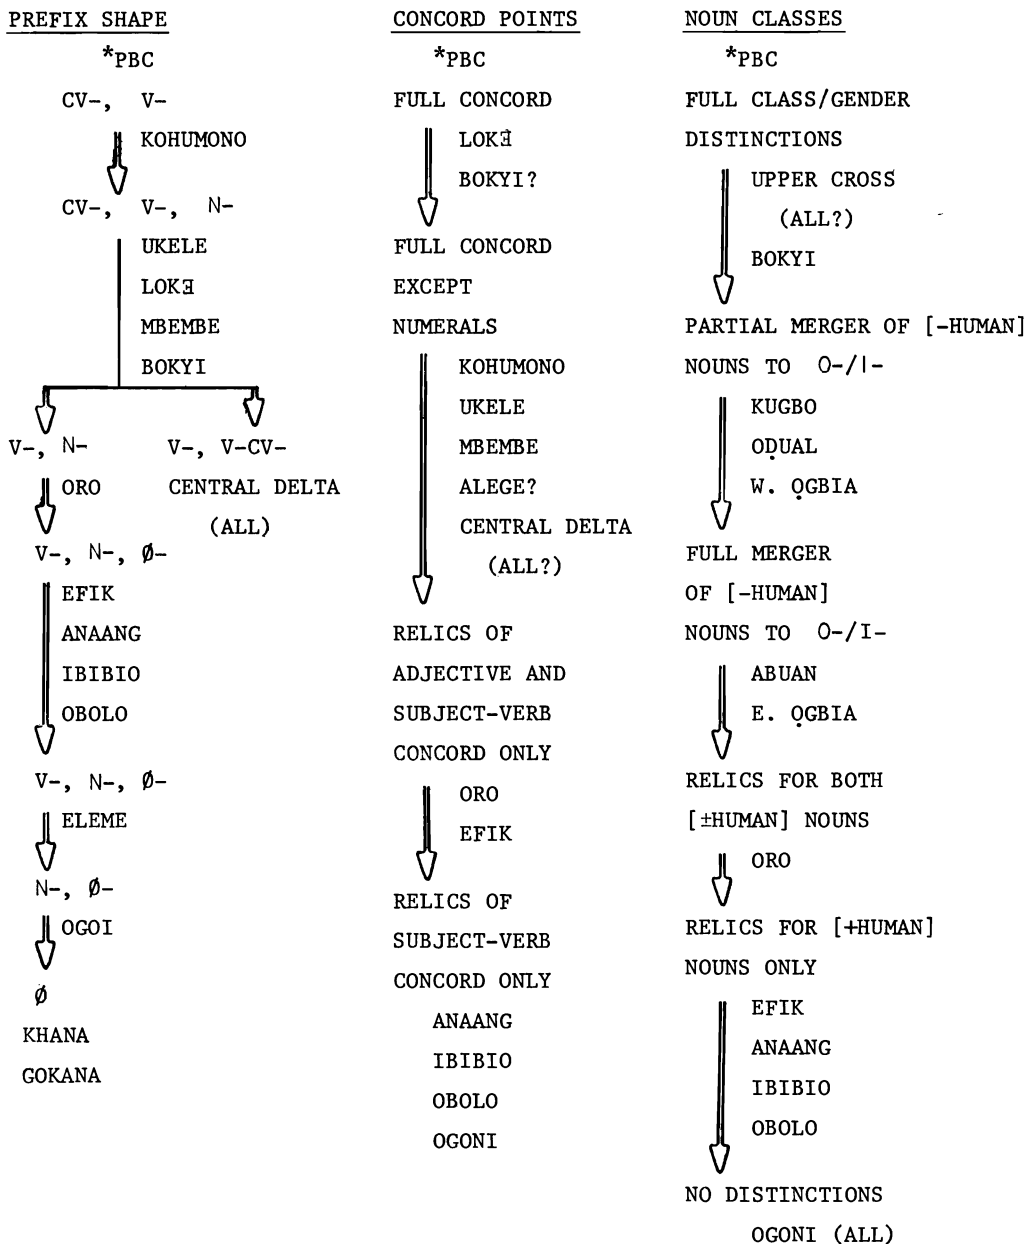 PREFIX SHAPE
*PBC
CV-, V-
KOHUMONO
CV-, V-, N-
UKELE
LOKƎ
MBEMBE
BOKYI
V-, N-
V-, V-CV-
ORO
CENTRAL DELTA
(ALL)
V-, N-, Ø-
EFIK
ANAANG
IBIBIO
OBOLO
V-, N-, Ø-
ELEME
N-, Ø-
OGOI
Ø
KHANA
GOKANA
CONCORD POINTS
*PBC
FULL CONCORD
LOKƎ
BOKYI?
FULL CONCORD
EXCEPT
NUMERALS
KOHUMONO
UKELE
MBEMBE
ALEGE?
CENTRAL DELTA
(ALL?)
RELICS OF
ADJECTIVE AND
SUBJECT-VERB
CONCORD ONLY
ORO
EFIK
RELICS OF
SUBJECT-VERB
CONCORD ONLY
ANAANG
IBIBIO
OBOLO
OGONI
NOUN CLASSES
*PBC
FULL CLASS/GENDER
DISTINCTIONS
UPPER CROSS
(ALL?)
BOKYI
PARTIAL MERGER OF [-HUMAN]
NOUNS TO O-/I-
KUGBO
OḌUAL
W. ỌGBIA
FULL MERGER
OF [-HUMAN]
NOUNS TO O-/I-
ABUAN
E. ỌGBIA
RELICS FOR BOTH
[±HUMAN] NOUNS
ORO
RELICS FOR [+HUMAN]
NOUNS ONLY
EFIK
ANAANG
IBIBIO
OBOLO
NO DISTINCTIONS
OGONI (ALL)